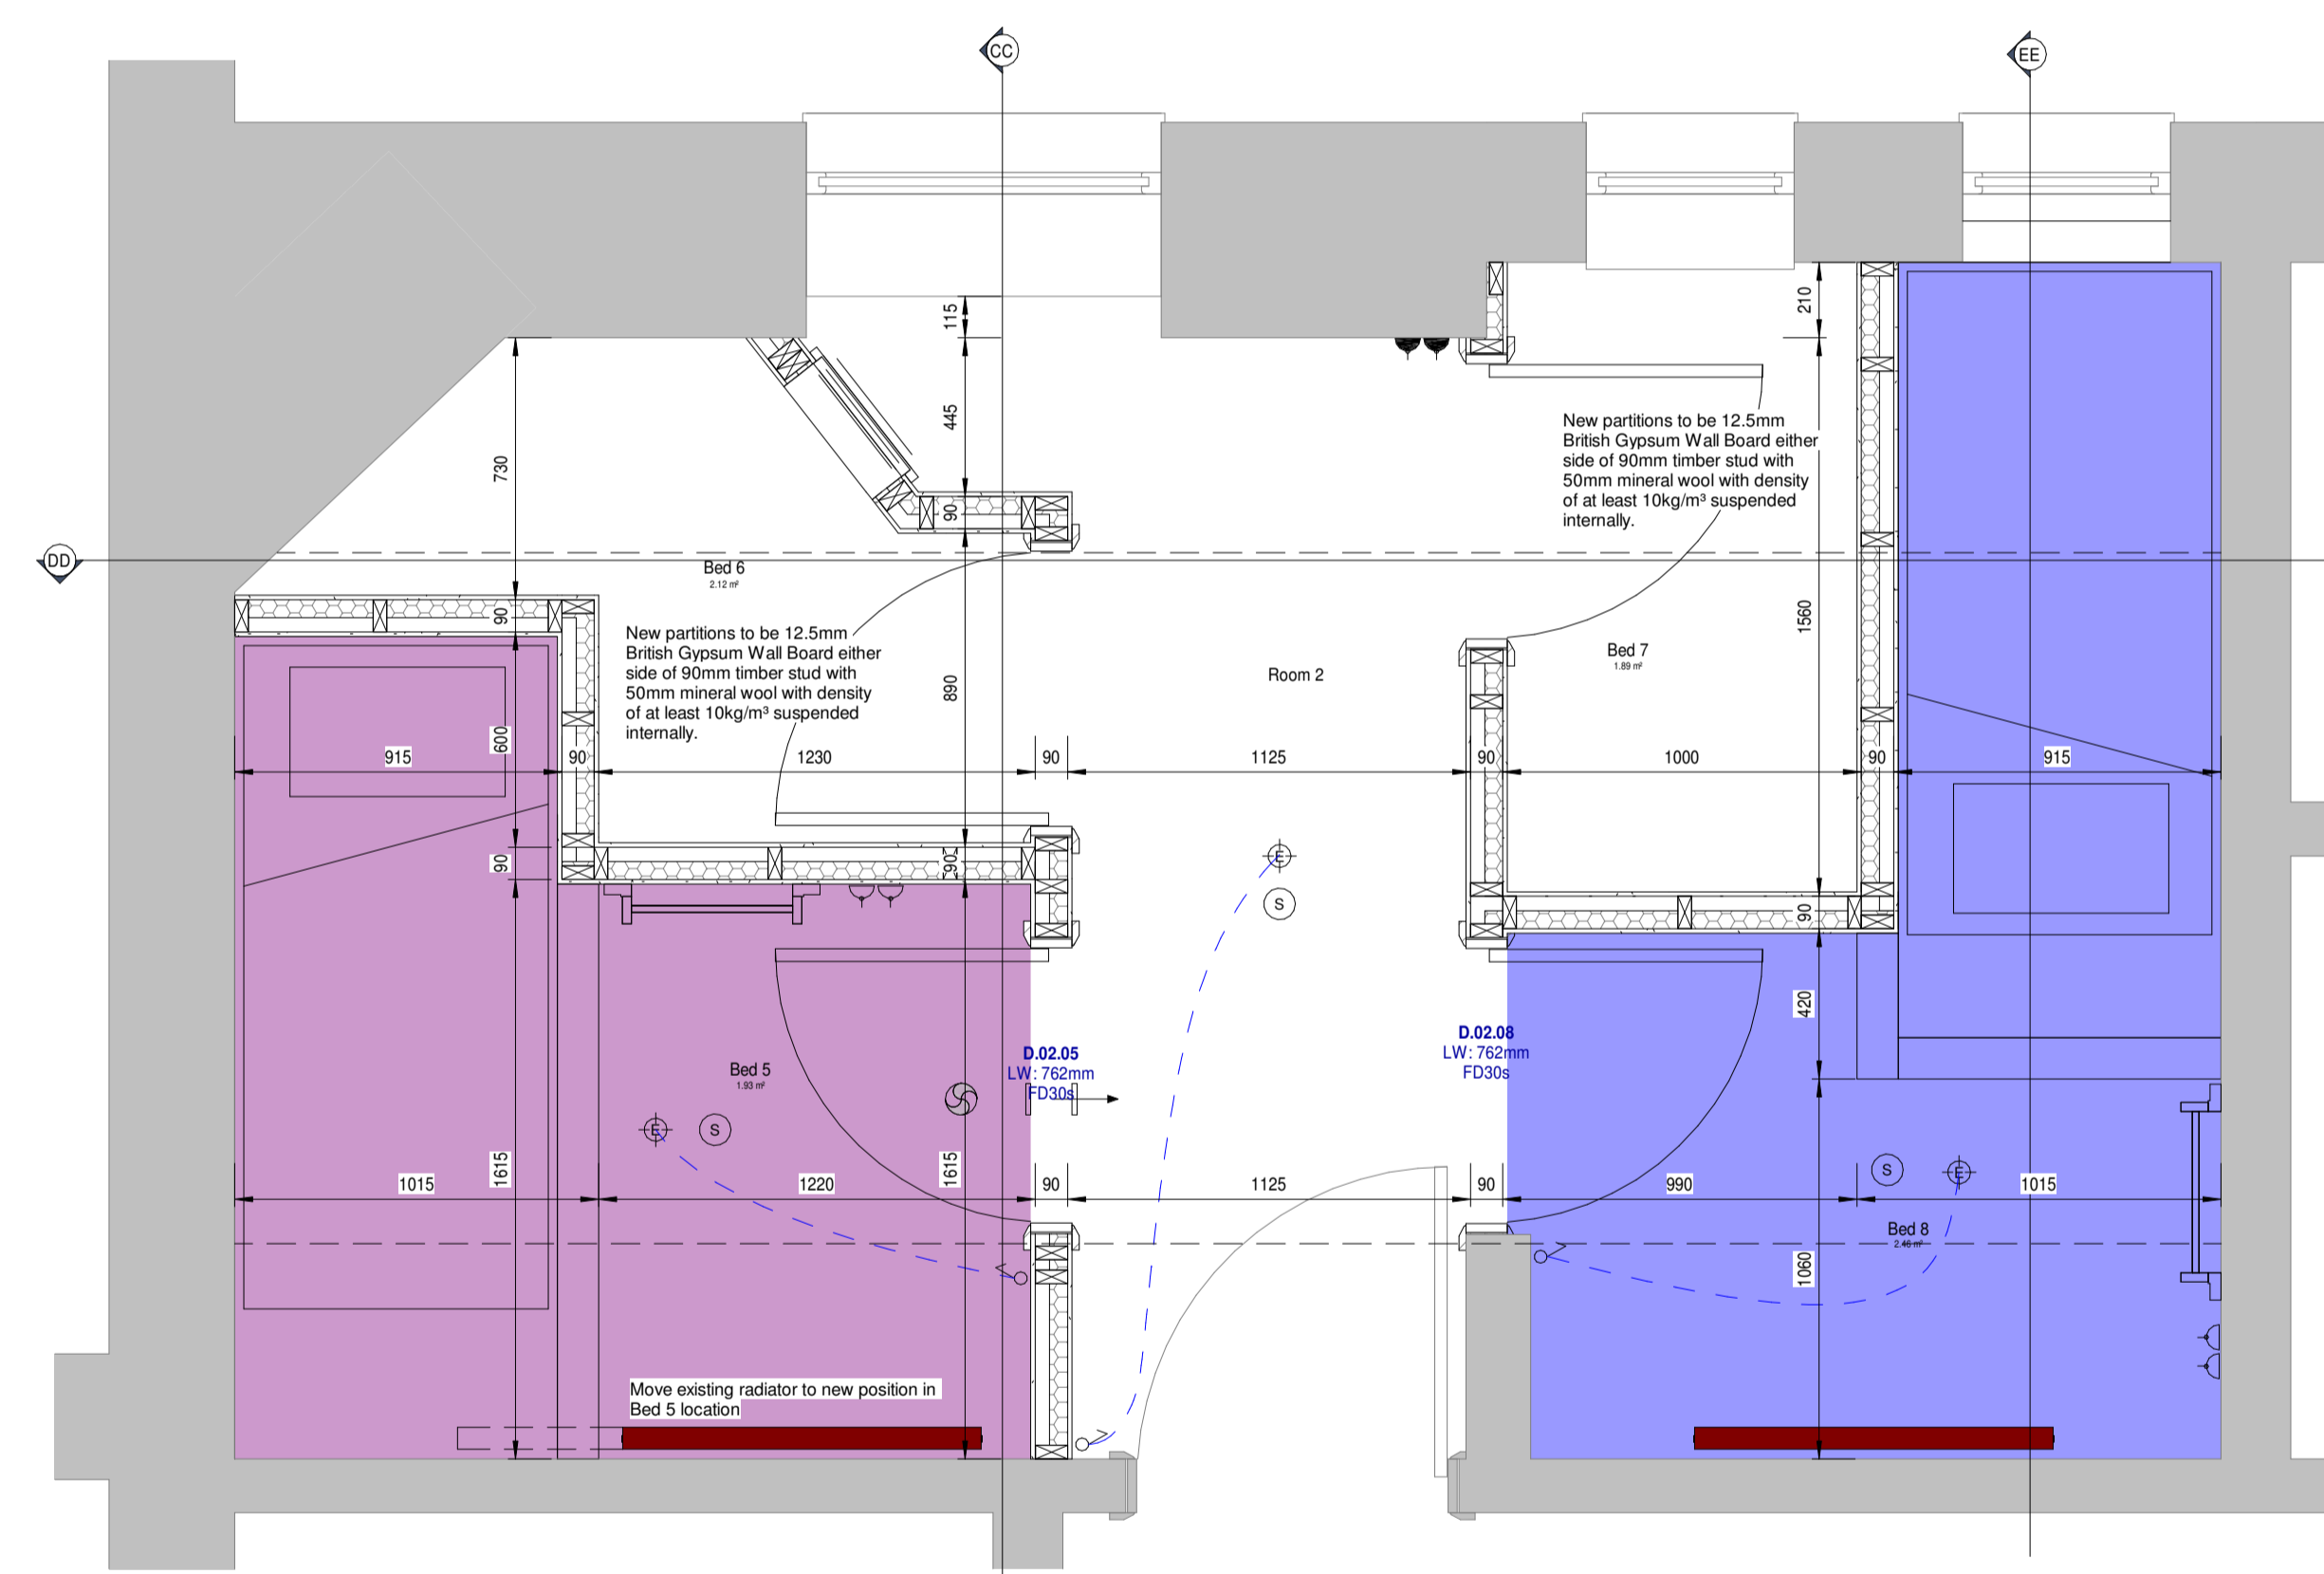 CC
EE
115
210
445
730
New partitions to be 12.5mm
British Gypsum Wall Board either
side of 90mm timber stud with
50mm mineral wool with density
of at least 10kg/m³ suspended
internally.
90
DD
Bed 6
2.12 m²
90
1560
New partitions to be 12.5mm
British Gypsum Wall Board either
side of 90mm timber stud with
50mm mineral wool with density
of at least 10kg/m³ suspended
internally.
Bed 7
1.89 m²
Room 2
890
600
915
90
1230
90
1125
90
1000
90
915
90
90
E
S
90
420
D.02.05
LW: 762mm
FD30s
D.02.08
LW: 762mm
FD30s
Bed 5
1.93 m²
E
S
1615
1615
S
E
1015
1220
90
1125
90
990
1015
Bed 8
2.46 m²
1060
Move existing radiator to new position in
Bed 5 location